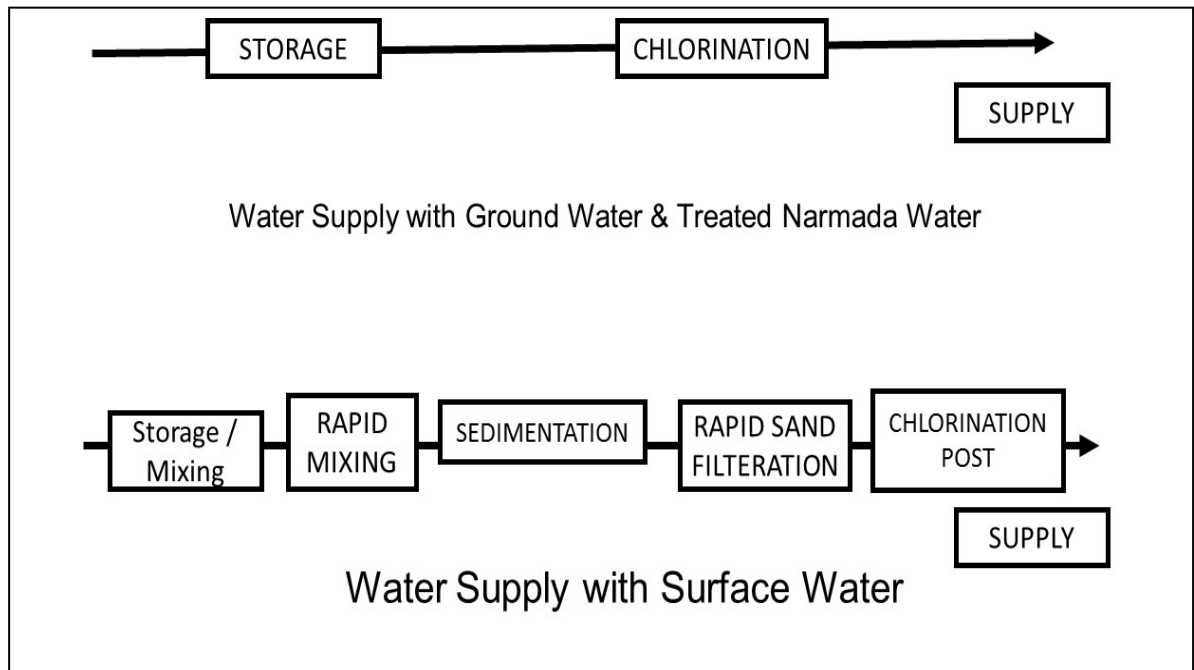 STORAGE
CHLORINATION
SUPPLY
Water Supply with Ground Water & Treated Narmada Water
Storage /
Mixing
RAPID
MIXING
SEDIMENTATION
RAPID SAND
FILTERATION
CHLORINATION
POST
SUPPLY
Water Supply with Surface Water